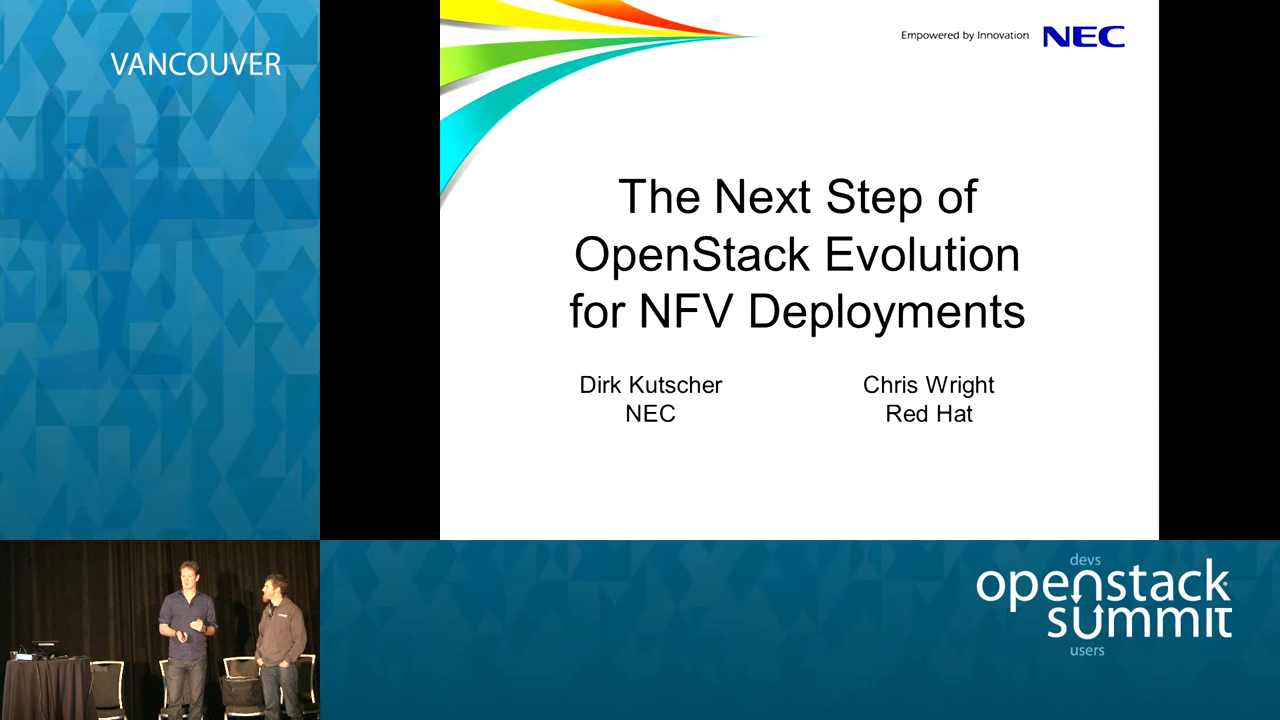 VANCOUVER
Empowered by Innovation NEC
The Next Step of
OpenStack Evolution
for NFV Deployments
Dirk Kutscher
NEC
Chris Wright
Red Hat
devs
openstack
summit
users